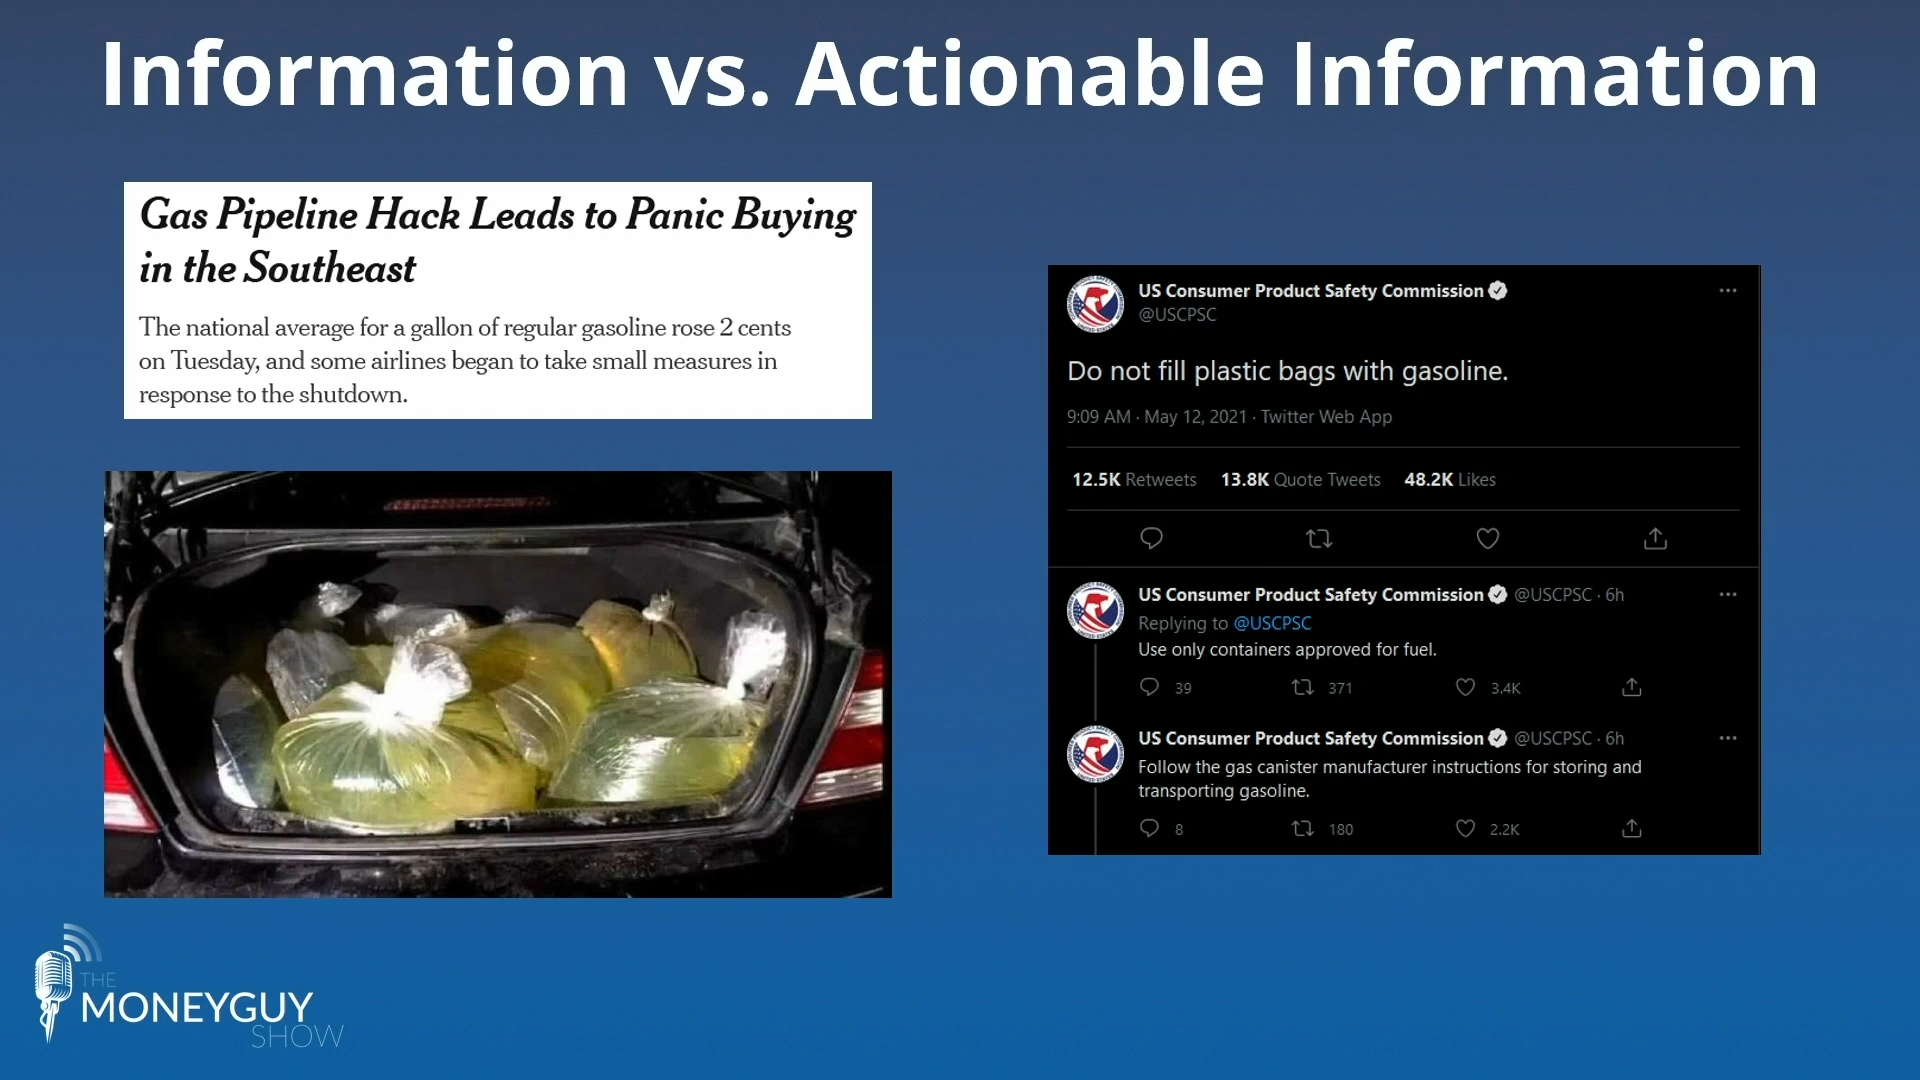 Information vs. Actionable Information
Gas Pipeline Hack Leads to Panic Buying
in the Southeast
The national average for a gallon of regular gasoline rose 2 cents
on Tuesday, and some airlines began to take small measures in
response to the shutdown.
US Consumer Product Safety Commission
@USCPSC
Do not fill plastic bags with gasoline.
9:09 AM · May 12, 2021 · Twitter Web App
12.5K Retweets 13.8K Quote Tweets 48.2K Likes
US Consumer Product Safety Commission @USCPSC · 6h
Replying to @USCPSC
Use only containers approved for fuel.
39 371 3.4K
US Consumer Product Safety Commission @USCPSC · 6h
Follow the gas canister manufacturer instructions for storing and
transporting gasoline.
8 180 2.2K
THE
MONEYGUY
SHOW